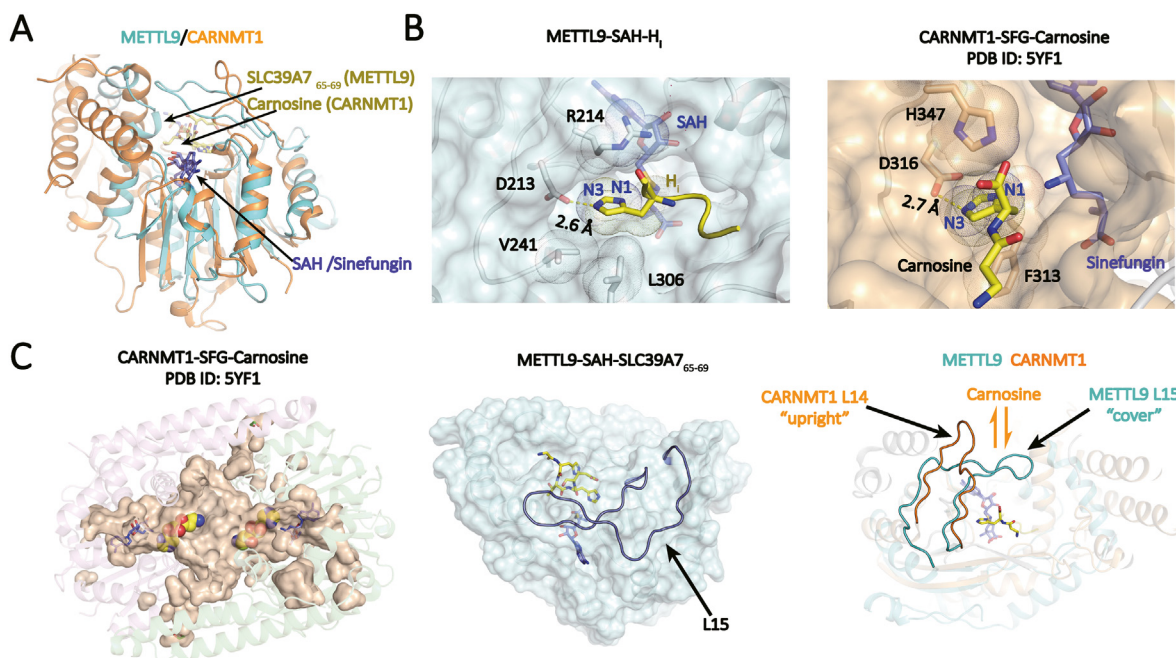 A
METTL9/CARNMT1
SLC39A7 65-69 (METTL9)
Carnosine (CARNMT1)
SAH /Sinefungin
B
METTL9-SAH-HI
R214
SAH
D213
N3
N1
Hi
2.6 Å
V241
L306
CARNMT1-SFG-Carnosine
PDB ID: 5YF1
H347
D316
N1
2.7 Å
N3
Carnosine
F313
Sinefungin
C
CARNMT1-SFG-Carnosine
PDB ID: 5YF1
METTL9-SAH-SLC39A7 65-69
L15
METTL9 CARNMT1
CARNMT1 L14
"upright"
Carnosine
METTL9 L15
"cover"